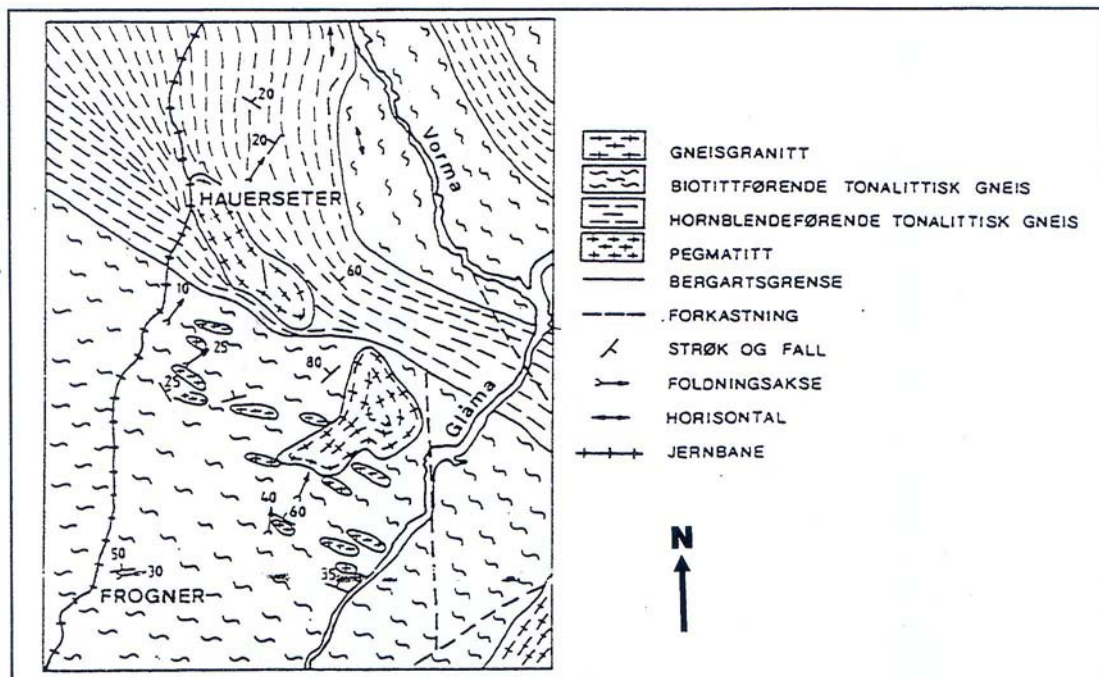 20
20
Vorma
HAUERSETER
60
10
25
80
25
Glåma
40
60
50
30
35
FROGNER
GNEISGRANITT
BIOTITTFØRENDE TONALITTISK GNEIS
HORNBLENDEFØRENDE TONALITTISK GNEIS
PEGMATITT
BERGARTSGRENSE
FORKASTNING
STRØK OG FALL
FOLDNINGSAKSE
HORISONTAL
JERNBANE
N